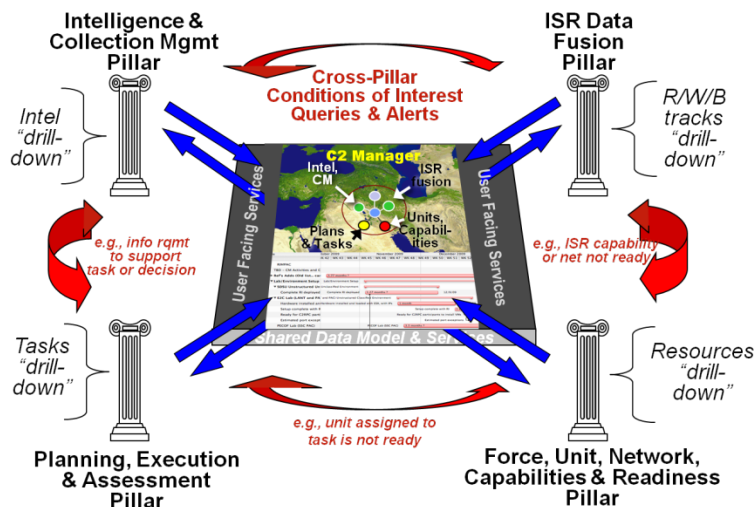 Intelligence &
Collection Mgmt
Pillar
ISR Data
Fusion
Pillar
Cross-Pillar
Conditions of Interest
Queries & Alerts
Intel
“drill-
down”
R/W/B
tracks
“drill-
down”
C2 Manager
Intel,
CM
ISR
fusion
Plans
& Tasks
Units,
Capabil-
ities
User Facing Services
User Facing Services
Shared Data Model & Services
e.g., info rqmt
to support
task or decision
e.g., ISR capability
or net not ready
Tasks
“drill-
down”
Resources
“drill-
down”
e.g., unit assigned to
task is not ready
Planning, Execution
& Assessment
Pillar
Force, Unit, Network,
Capabilities & Readiness
Pillar